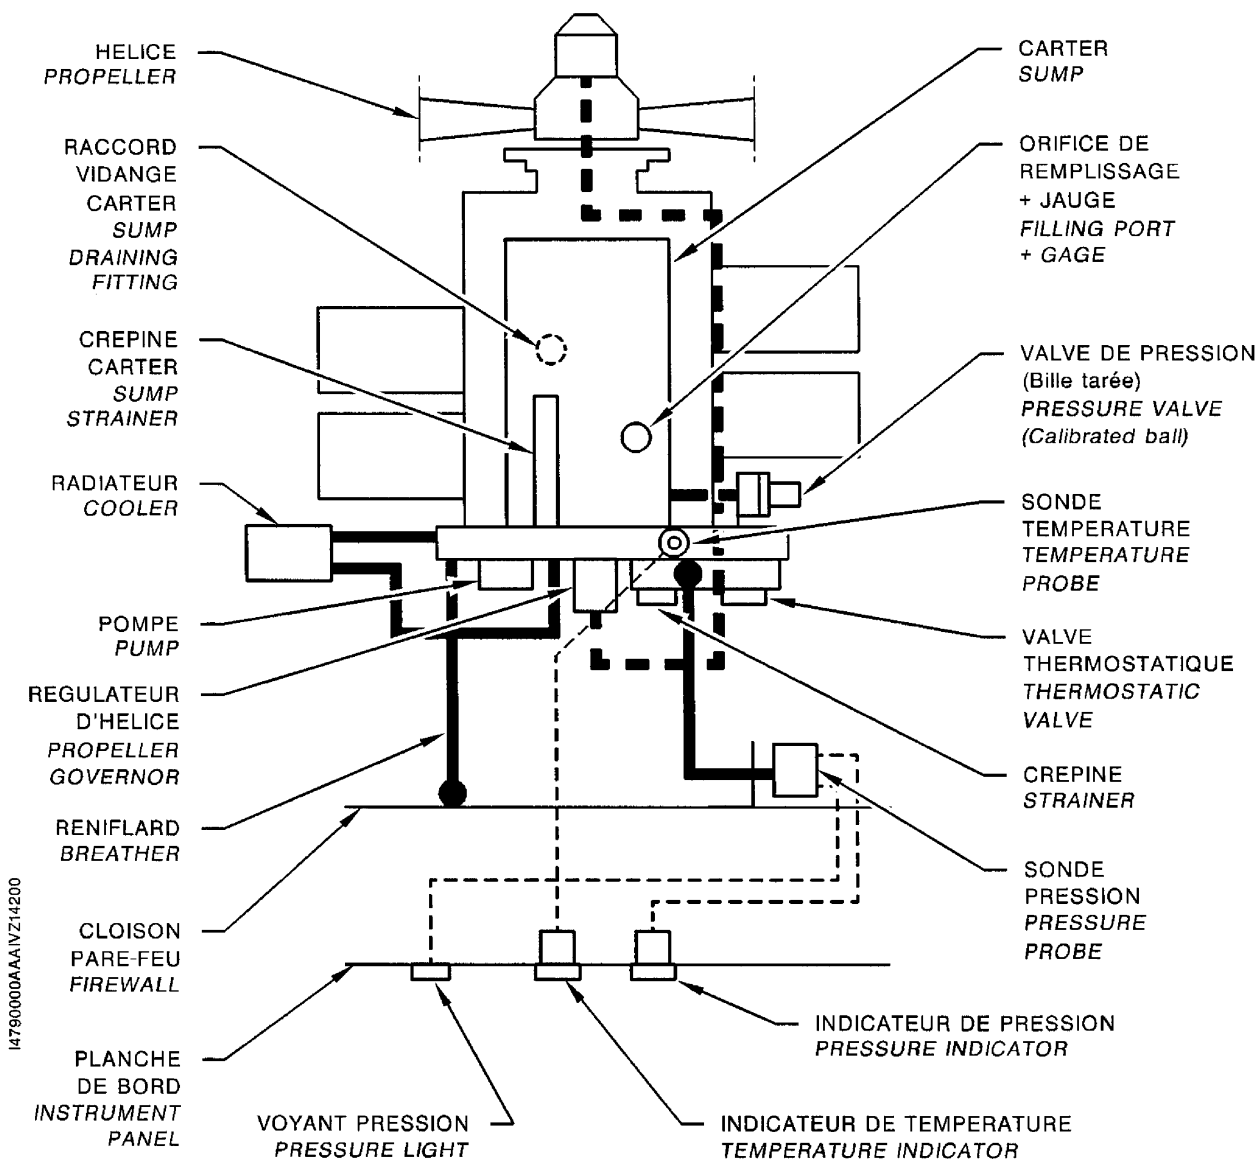 HELICE
PROPELLER
RACCORD
VIDANGE
CARTER
SUMP
DRAINING
FITTING
CREPINE
CARTER
SUMP
STRAINER
RADIATEUR
COOLER
POMPE
PUMP
REGULATEUR
D'HELICE
PROPELLER
GOVERNOR
RENIFLARD
BREATHER
CLOISON
PARE-FEU
FIREWALL
PLANCHE
DE BORD
INSTRUMENT
PANEL
VOYANT PRESSION
PRESSURE LIGHT
CARTER
SUMP
ORIFICE DE
REMPLISSAGE
+ JAUGE
FILLING PORT
+ GAGE
VALVE DE PRESSION
(Bille tarée)
PRESSURE VALVE
(Calibrated ball)
SONDE
TEMPERATURE
TEMPERATURE
PROBE
VALVE
THERMOSTATIQUE
THERMOSTATIC
VALVE
CREPINE
STRAINER
SONDE
PRESSION
PRESSURE
PROBE
INDICATEUR DE PRESSION
PRESSURE INDICATOR
INDICATEUR DE TEMPERATURE
TEMPERATURE INDICATOR
I4790000AAAIVZ14200